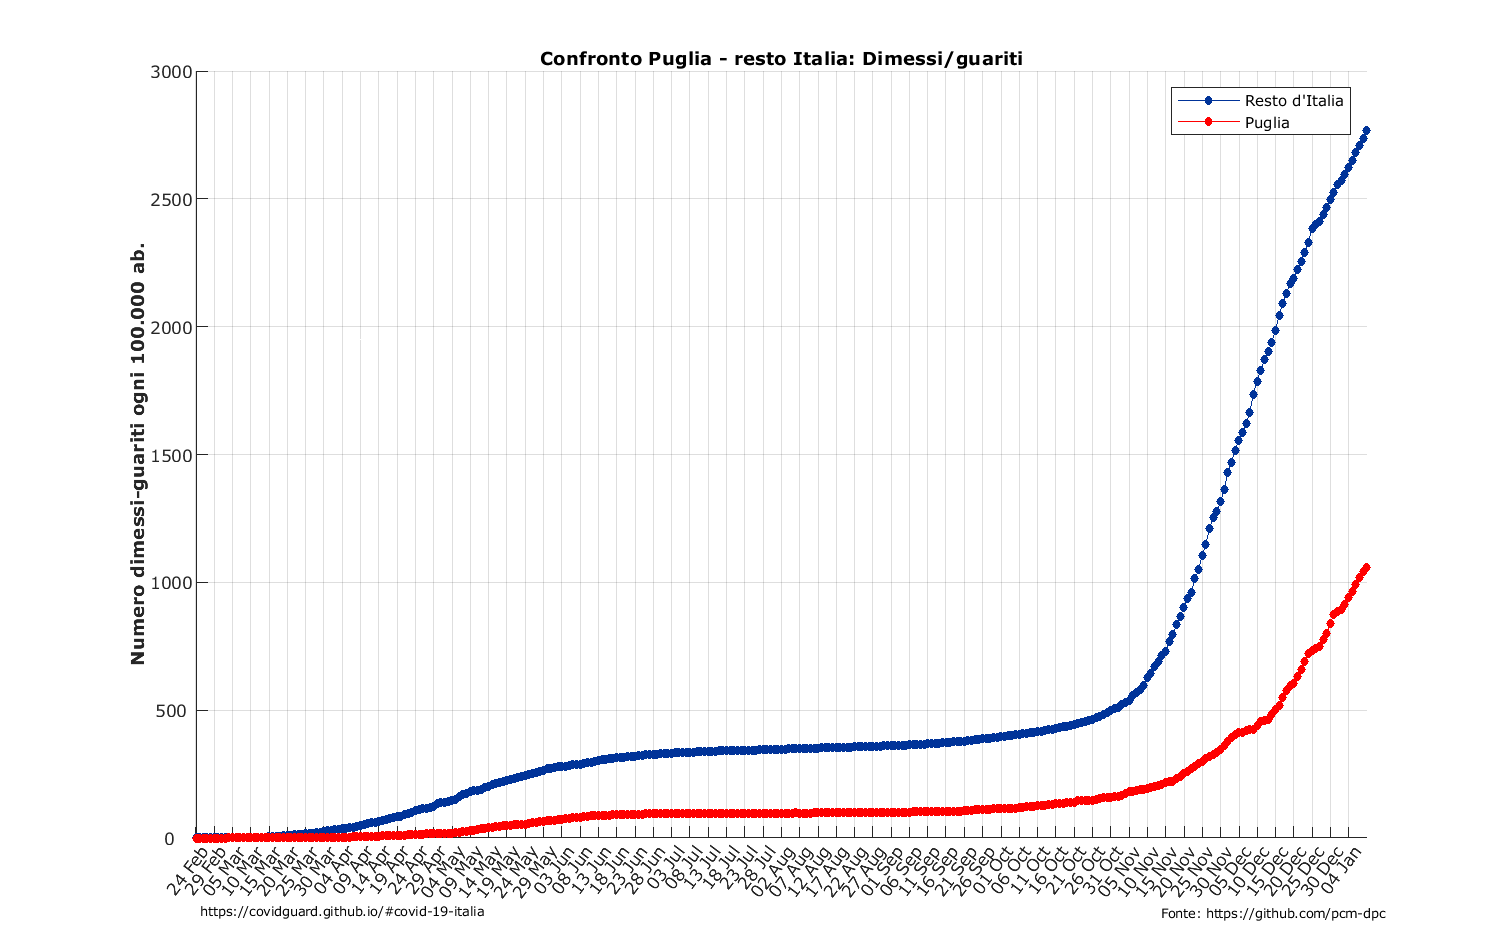 Confronto Puglia - resto Italia: Dimessi/guariti
Resto d'Italia
Puglia
Numero dimessi-guariti ogni 100.000 ab.
3000
2500
2000
1500
1000
500
0
24 Feb
29 Feb
05 Mar
10 Mar
15 Mar
20 Mar
25 Mar
30 Mar
04 Apr
09 Apr
14 Apr
19 Apr
24 Apr
29 Apr
04 May
09 May
14 May
19 May
24 May
29 May
03 Jun
08 Jun
13 Jun
18 Jun
23 Jun
28 Jun
03 Jul
08 Jul
13 Jul
18 Jul
23 Jul
28 Jul
02 Aug
07 Aug
12 Aug
17 Aug
22 Aug
27 Aug
01 Sep
06 Sep
11 Sep
16 Sep
21 Sep
26 Sep
01 Oct
06 Oct
11 Oct
16 Oct
21 Oct
26 Oct
31 Oct
05 Nov
10 Nov
15 Nov
20 Nov
25 Nov
30 Nov
05 Dec
10 Dec
15 Dec
20 Dec
25 Dec
30 Dec
04 Jan
https://covidguard.github.io/#covid-19-italia
Fonte: https://github.com/pcm-dpc